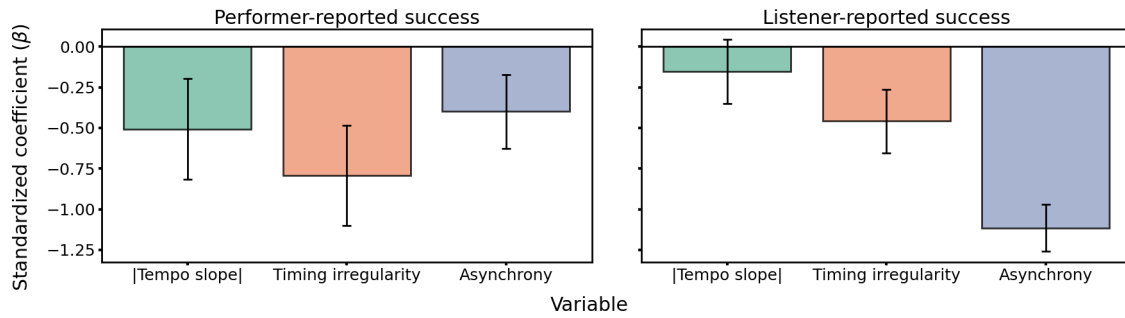 Performer-reported success
Listener-reported success
Standardized coefficient (β)
0.00
−0.25
−0.50
−0.75
−1.00
−1.25
|Tempo slope| Timing irregularity Asynchrony
|Tempo slope| Timing irregularity Asynchrony
Variable